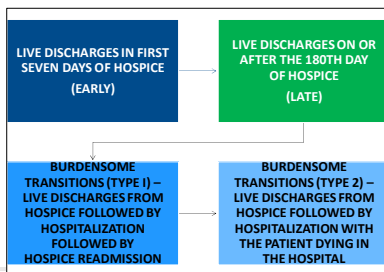 LIVE DISCHARGES IN FIRST
SEVEN DAYS OF HOSPICE
(EARLY)
LIVE DISCHARGES ON OR
AFTER THE 180TH DAY
OF HOSPICE
(LATE)
BURDENSOME
TRANSITIONS (TYPE I) –
LIVE DISCHARGES FROM
HOSPICE FOLLOWED BY
HOSPITALIZATION
FOLLOWED BY
HOSPICE READMISSION
BURDENSOME
TRANSITIONS (TYPE 2) –
LIVE DISCHARGES FROM
HOSPICE FOLLOWED BY
HOSPITALIZATION WITH
THE PATIENT DYING IN
THE HOSPITAL